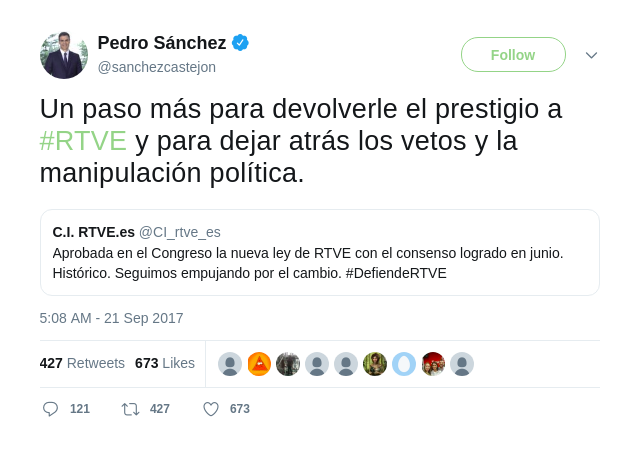 Pedro Sánchez
@sanchezcastejon
Follow
Un paso más para devolverle el prestigio a
#RTVE y para dejar atrás los vetos y la
manipulación política.
C.I. RTVE.es @CI_rtve_es
Aprobada en el Congreso la nueva ley de RTVE con el consenso logrado en junio.
Histórico. Seguimos empujando por el cambio. #DefiendeRTVE
5:08 AM - 21 Sep 2017
427 Retweets 673 Likes
121 427 673